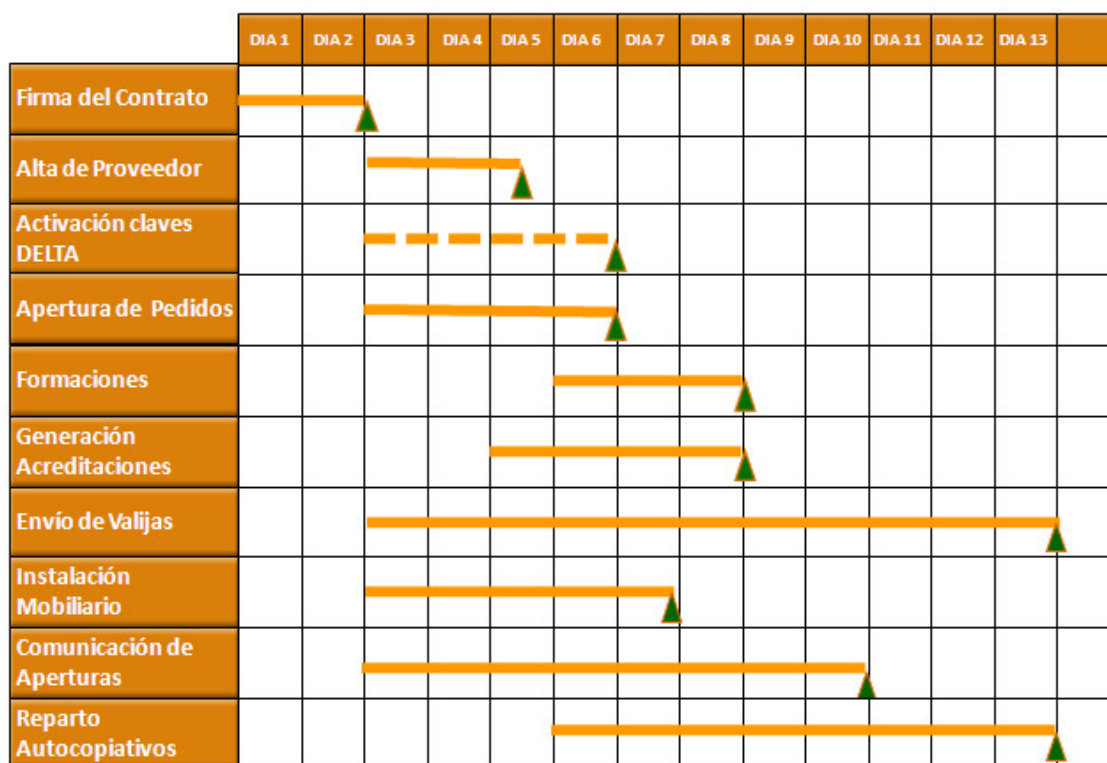 DIA 1 DIA 2 DIA 3 DIA 4 DIA 5 DIA 6 DIA 7 DIA 8 DIA 9 DIA 10 DIA 11 DIA 12 DIA 13
Firma del Contrato
Alta de Proveedor
Activación claves
DELTA
Apertura de Pedidos
Formaciones
Generación
Acreditaciones
Envío de Valijas
Instalación
Mobiliario
Comunicación de
Aperturas
Reparto
Autocopiativos